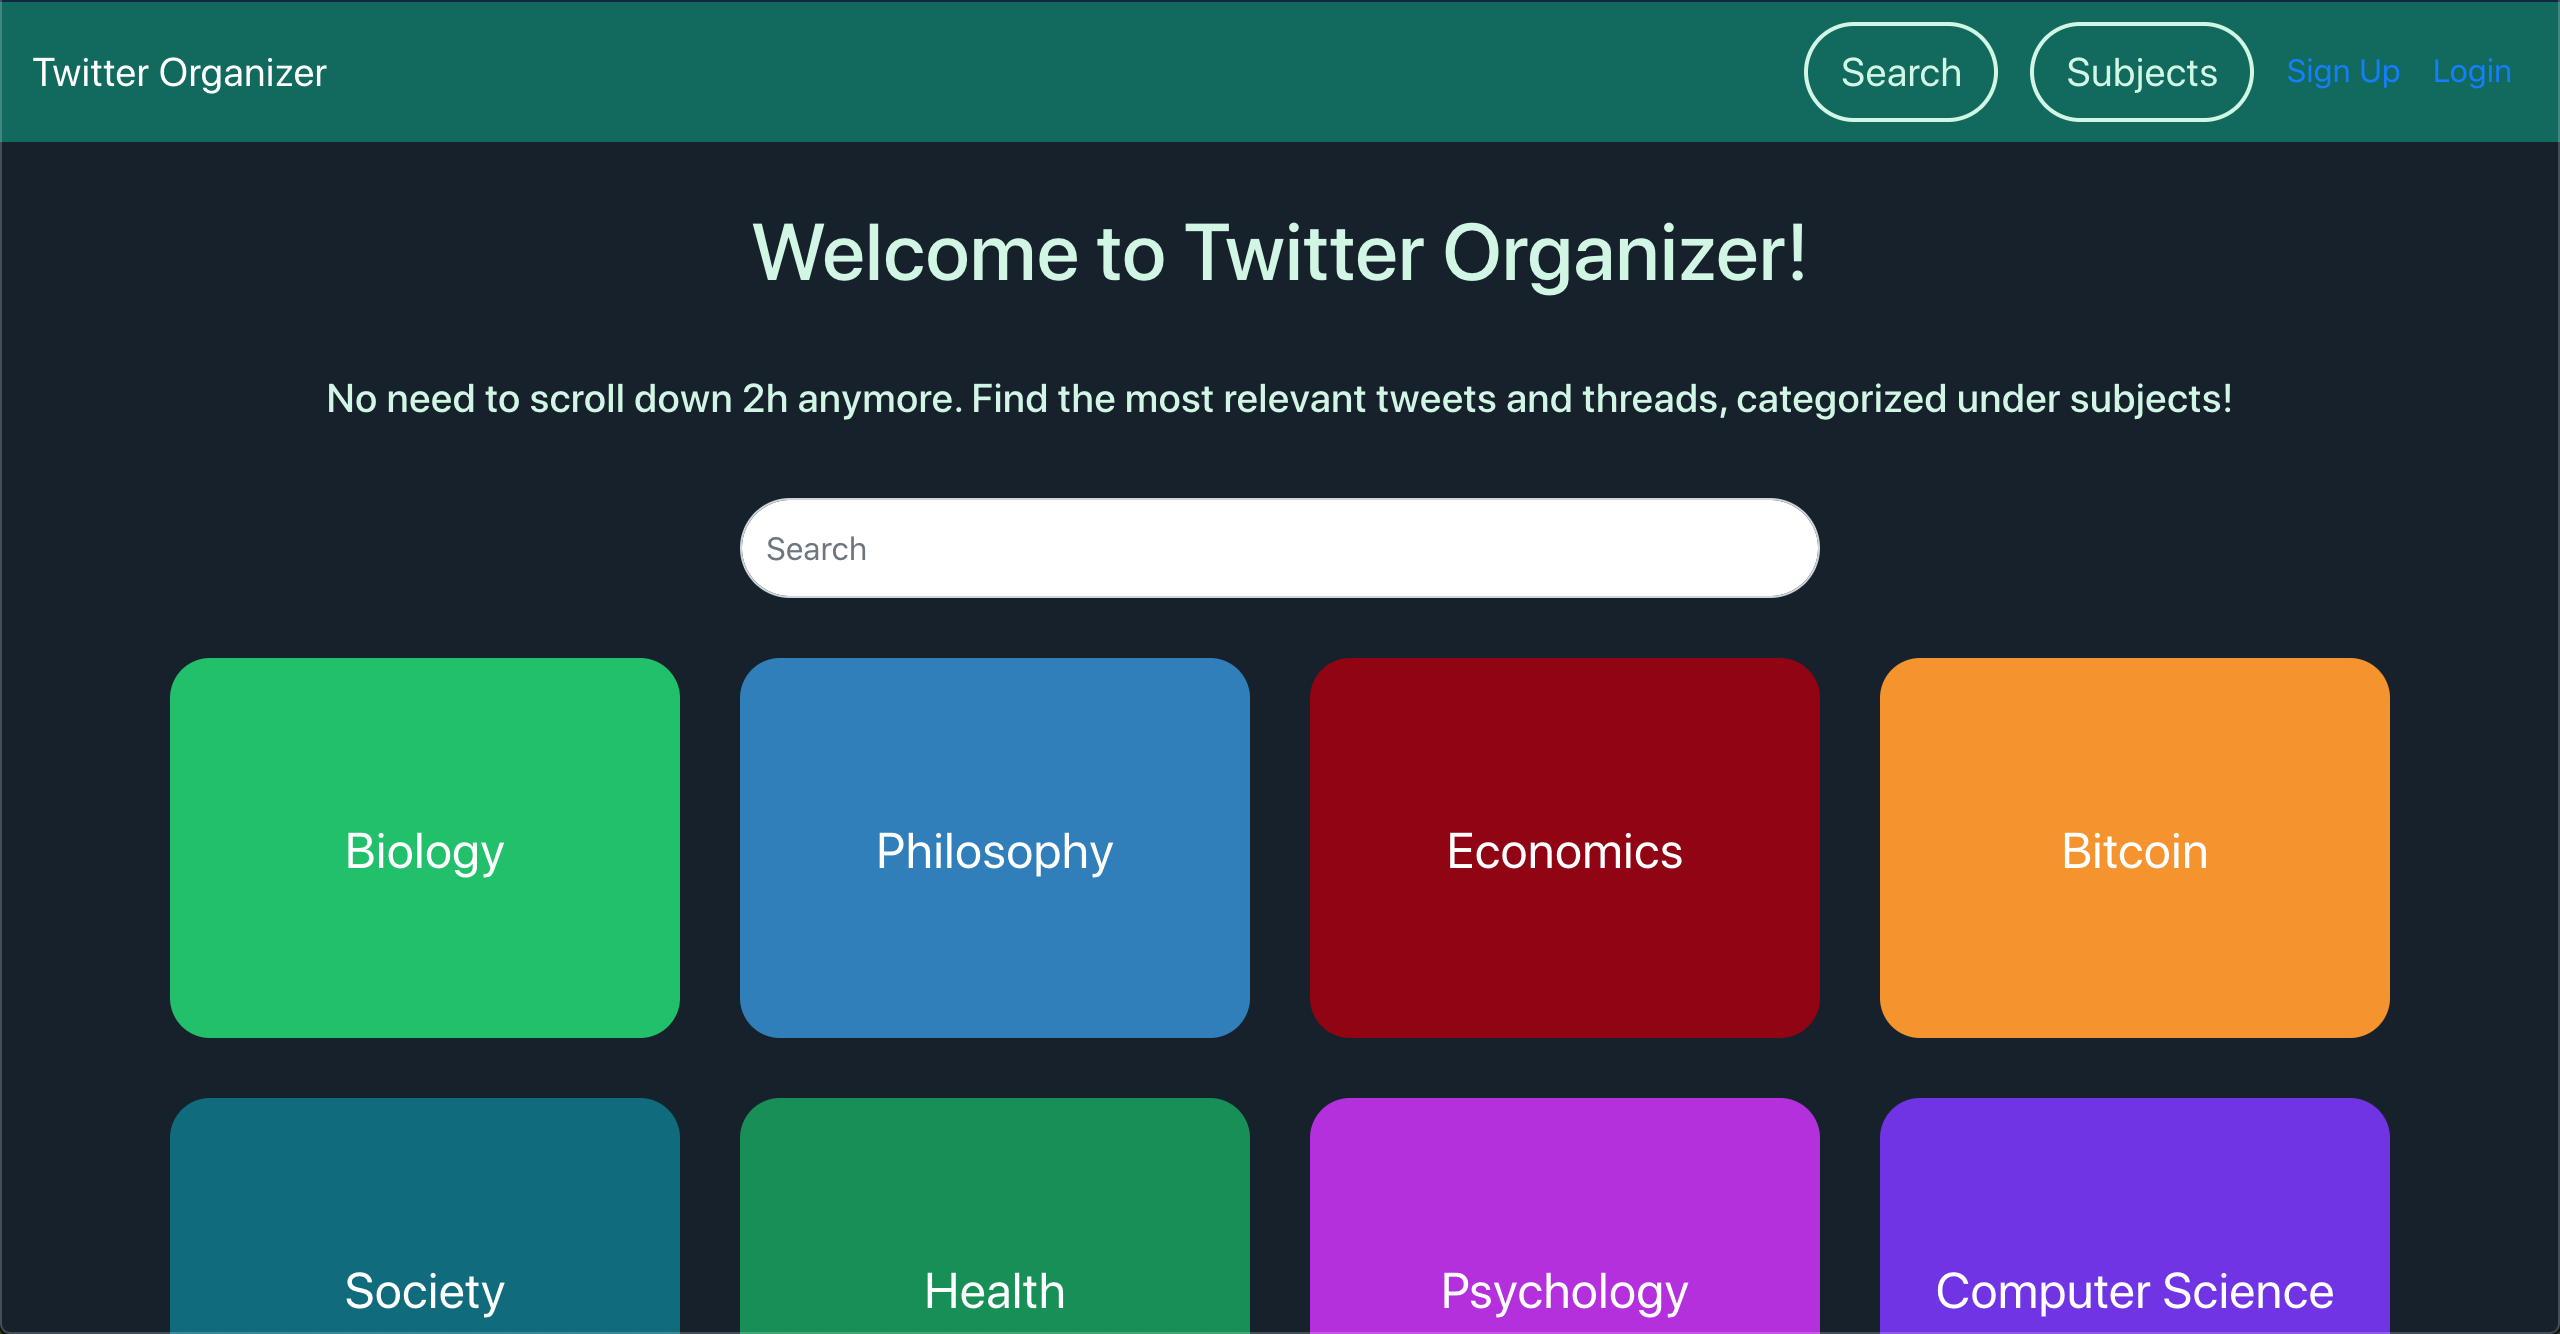 Twitter Organizer
Search
Subjects
Sign Up
Login
Welcome to Twitter Organizer!
No need to scroll down 2h anymore. Find the most relevant tweets and threads, categorized under subjects!
Search
Biology
Philosophy
Economics
Bitcoin
Society
Health
Psychology
Computer Science